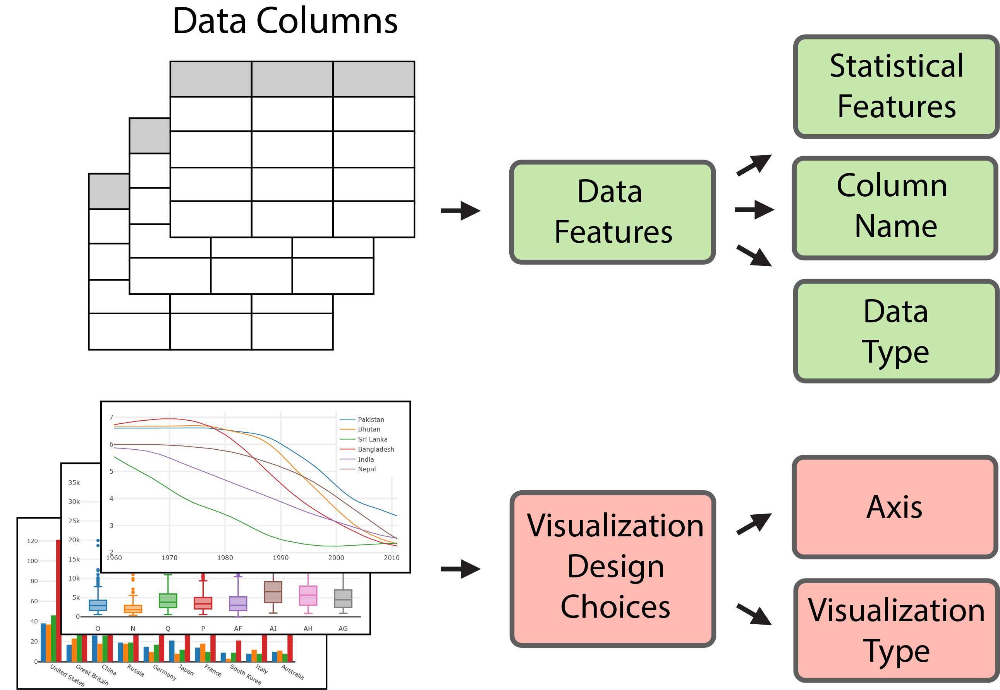 Data Columns
Statistical
Features
Data
Features
Column
Name
Data
Type
7
6
5
4
3
2
1960
1970
1980
1990
2000
2010
Pakistan
Bhutan
Sri Lanka
Bangladesh
India
Nepal
35k
30k
25k
20k
15k
10k
5k
0
O
N
Q
P
AF
AI
AH
AG
120
100
80
60
40
20
0
United States
Great Britain
China
Russia
Germany
Japan
France
South Korea
Italy
Australia
Visualization
Design
Choices
Axis
Visualization
Type